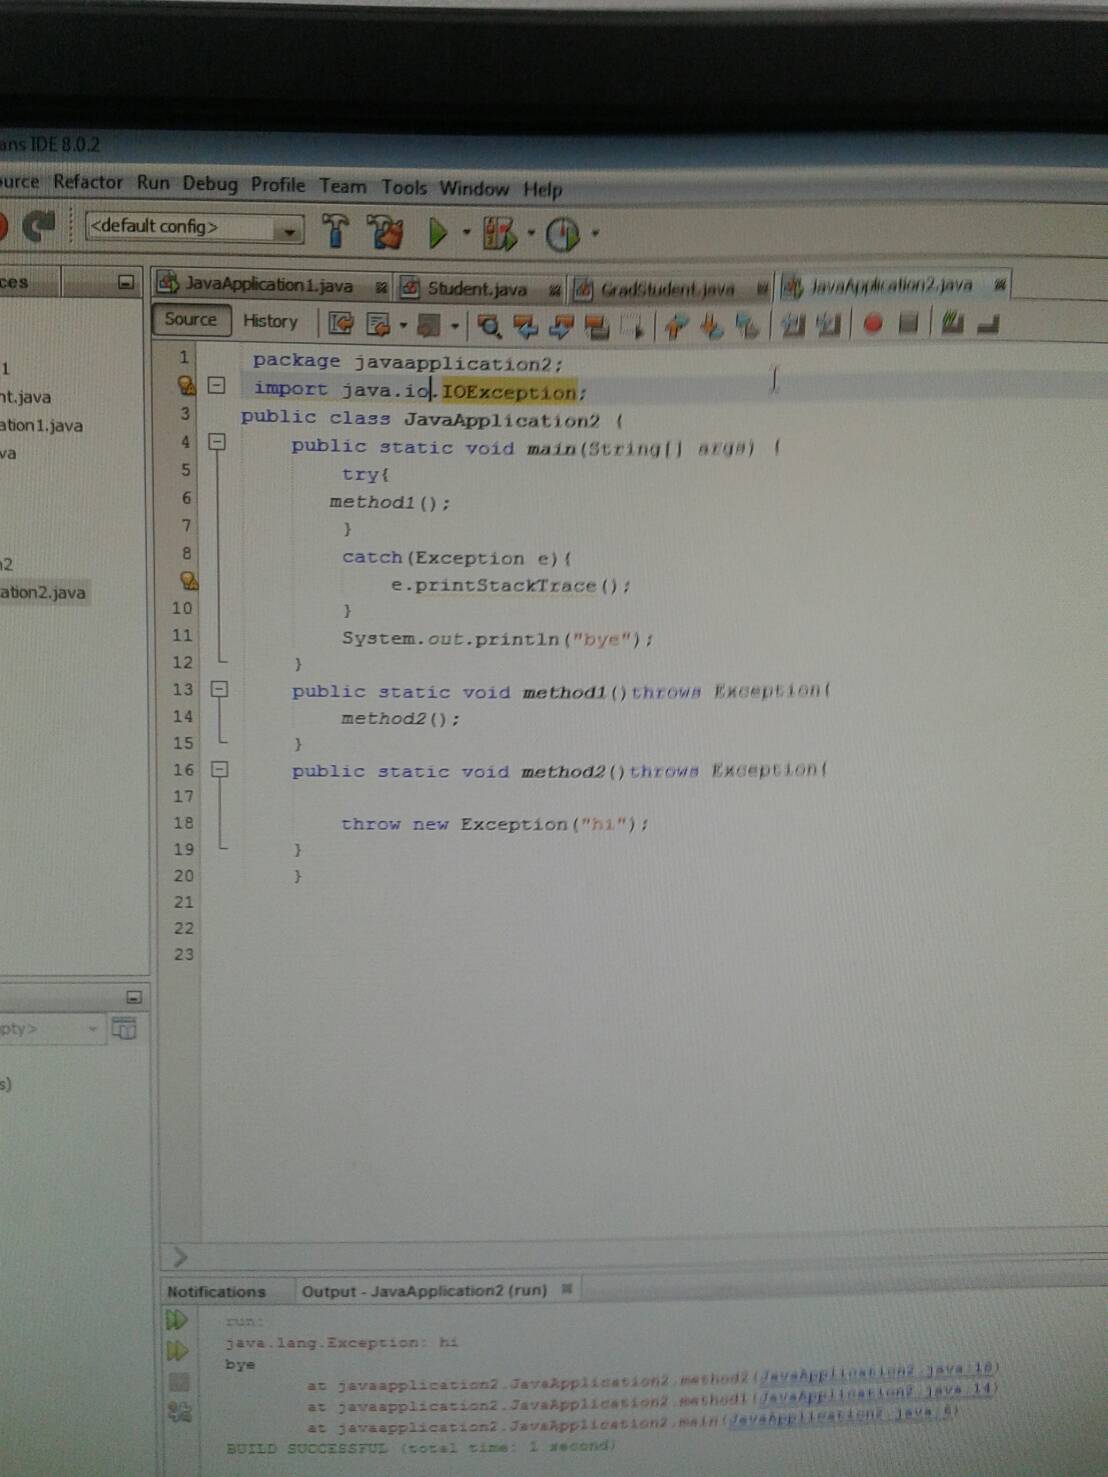 ans IDE 8.0.2
ource Refactor Run Debug Profile Team Tools Window Help
<default config>
ces
JavaApplication1.java Student.java GradStudent.java JavaApplication2.java
Source History
1
nt.java
ation1.java
va
n2
ation2.java
1 package javaapplication2;
import java.io.IOException;
3 public class JavaApplication2 {
4 public static void main(String[] args) {
5 try{
6 method1();
7 }
8 catch(Exception e){
e.printStackTrace();
10 }
11 System.out.println("bye");
12 }
13 public static void method1()throws Exception{
14 method2();
15 }
16 public static void method2()throws Exception{
17
18 throw new Exception("hi");
19 }
20 }
21
22
23
pty>
s)
Notifications Output - JavaApplication2 (run)
run:
java.lang.Exception: hi
bye
at javaapplication2.JavaApplication2.method2(JavaApplication2.java:18)
at javaapplication2.JavaApplication2.method1(JavaApplication2.java:14)
at javaapplication2.JavaApplication2.main(JavaApplication2.java:6)
BUILD SUCCESSFUL (total time: 1 second)